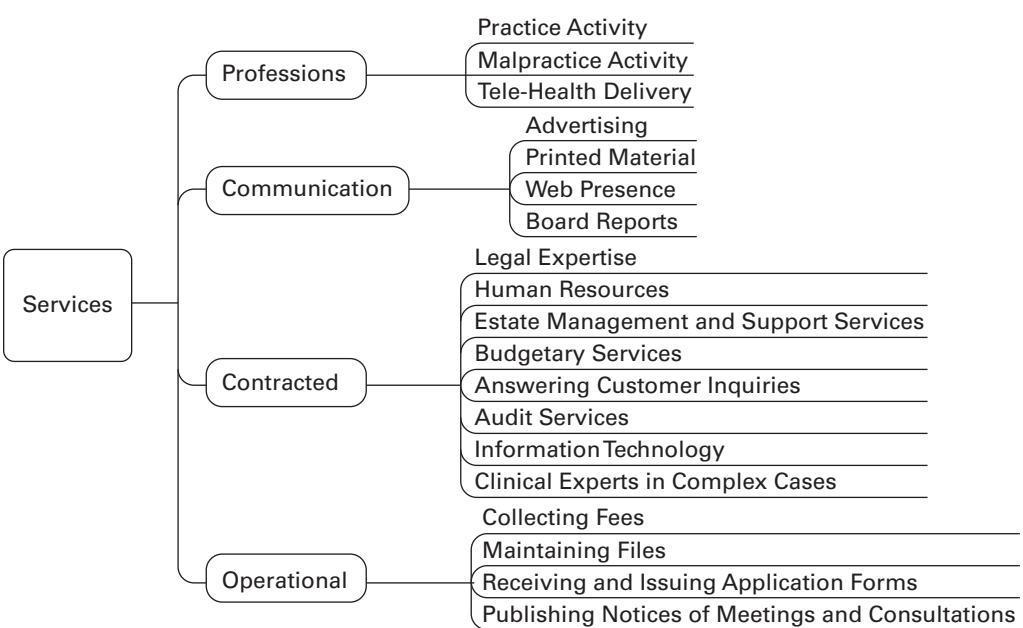 Services
Professions
Practice Activity
Malpractice Activity
Tele-Health Delivery
Communication
Advertising
Printed Material
Web Presence
Board Reports
Contracted
Legal Expertise
Human Resources
Estate Management and Support Services
Budgetary Services
Answering Customer Inquiries
Audit Services
Information Technology
Clinical Experts in Complex Cases
Operational
Collecting Fees
Maintaining Files
Receiving and Issuing Application Forms
Publishing Notices of Meetings and Consultations